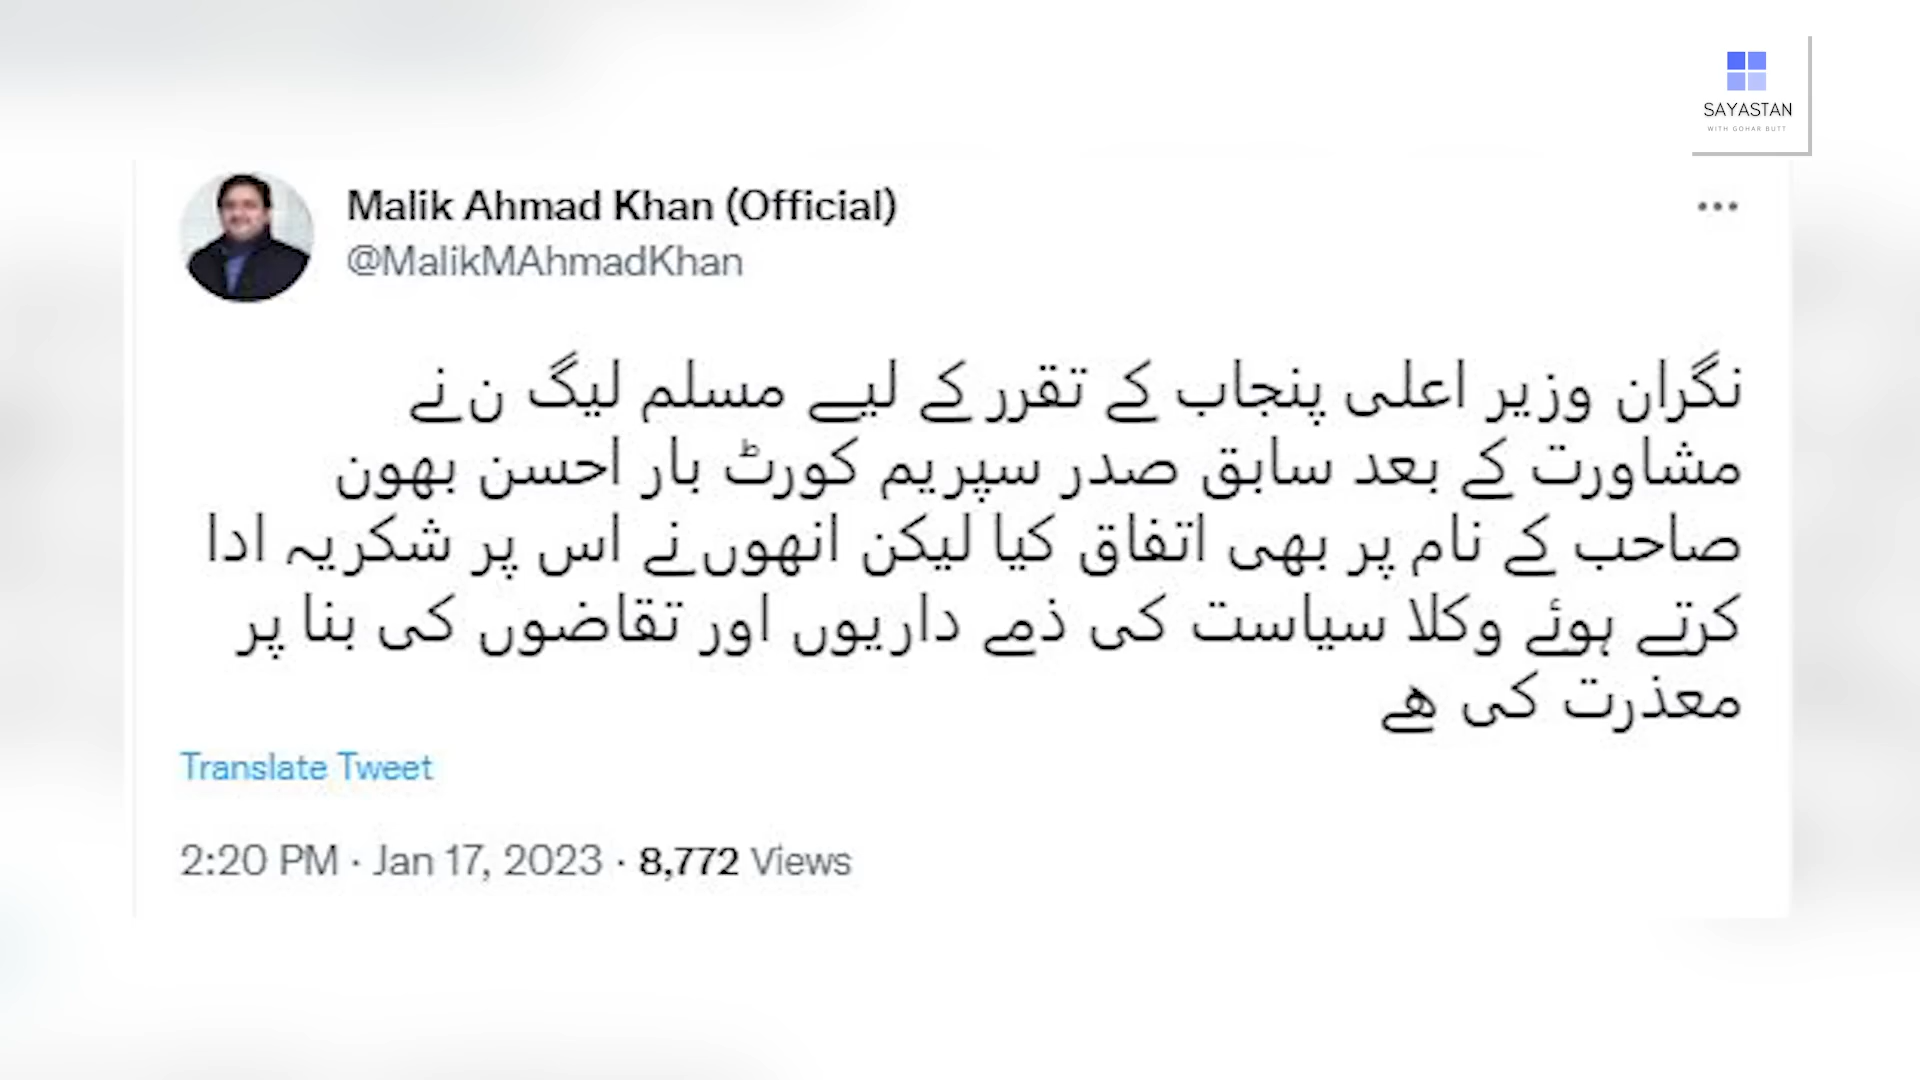 SAYASTAN
WITH GOHAR BUTT
Malik Ahmad Khan (Official)
@MalikMAhmadKhan
نگران وزیر اعلی پنجاب کے تقرر کے لیے مسلم لیگ ن نے
مشاورت کے بعد سابق صدر سپریم کورٹ بار احسن بھون
صاحب کے نام پر بھی اتفاق کیا لیکن انھوں نے اس پر شکریہ ادا
کرتے ہوئے وکلا سیاست کی ذمے داریوں اور تقاضوں کی بنا پر
معذرت کی ھے
Translate Tweet
2:20 PM · Jan 17, 2023 · 8,772 Views